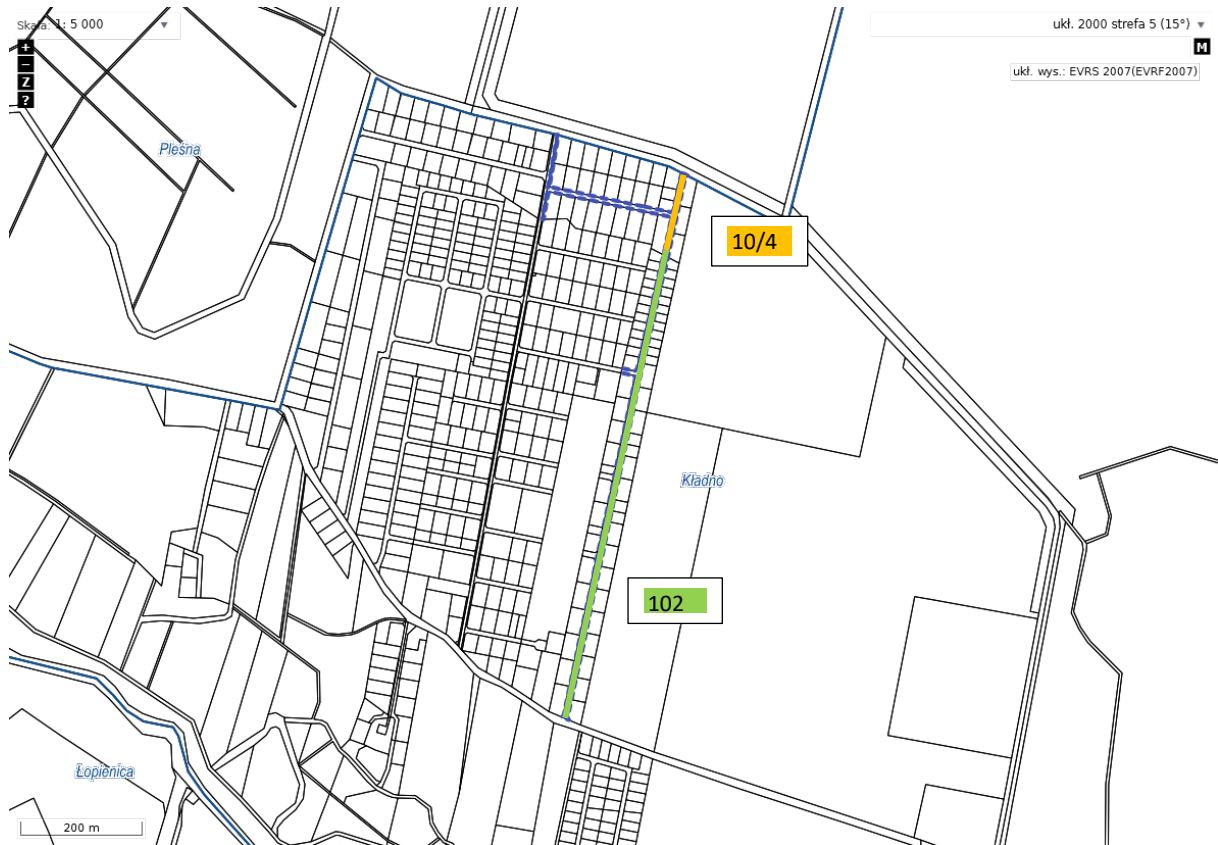 Skala: 1: 5 000
ukł. 2000 strefa 5 (15°)
+
M
−
ukł. wys.: EVRS 2007(EVRF2007)
Z
?
Pleśna
10/4
Kładno
102
Łopienica
200 m